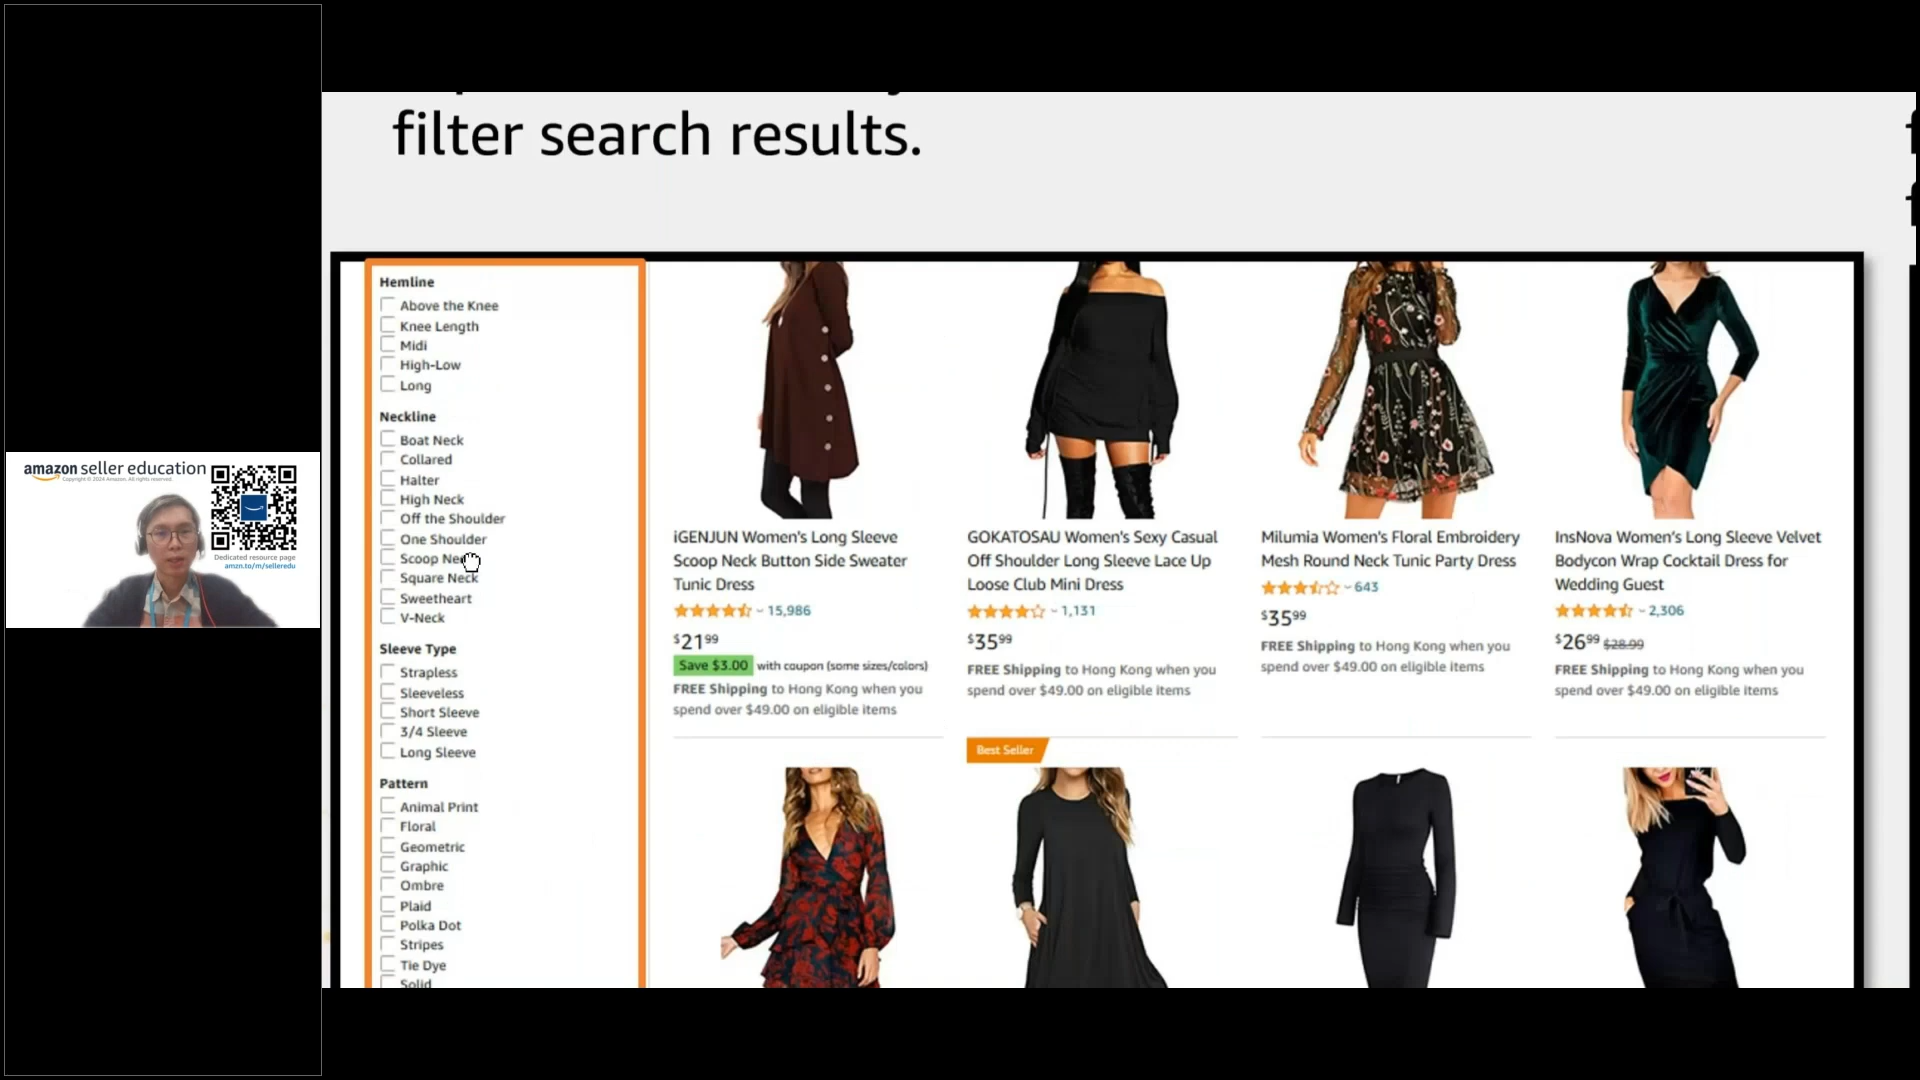 filter search results.
amazon seller education
Copyright © 2024 Amazon. All rights reserved.
Dedicated resource page
amzn.to/m/selleredu
Hemline
Above the Knee
Knee Length
Midi
High-Low
Long
Neckline
Boat Neck
Collared
Halter
High Neck
Off the Shoulder
One Shoulder
Scoop Neck
Square Neck
Sweetheart
V-Neck
Sleeve Type
Strapless
Sleeveless
Short Sleeve
3/4 Sleeve
Long Sleeve
Pattern
Animal Print
Floral
Geometric
Graphic
Ombre
Plaid
Polka Dot
Stripes
Tie Dye
Solid
iGENJUN Women's Long Sleeve
Scoop Neck Button Side Sweater
Tunic Dress
15,986
$21.99
Save $3.00 with coupon (some sizes/colors)
FREE Shipping to Hong Kong when you
spend over $49.00 on eligible items
GOKATOSAU Women's Sexy Casual
Off Shoulder Long Sleeve Lace Up
Loose Club Mini Dress
1,131
$35.99
FREE Shipping to Hong Kong when you
spend over $49.00 on eligible items
Milumia Women's Floral Embroidery
Mesh Round Neck Tunic Party Dress
643
$35.99
FREE Shipping to Hong Kong when you
spend over $49.00 on eligible items
InsNova Women's Long Sleeve Velvet
Bodycon Wrap Cocktail Dress for
Wedding Guest
2,306
$26.99 $28.99
FREE Shipping to Hong Kong when you
spend over $49.00 on eligible items
Best Seller